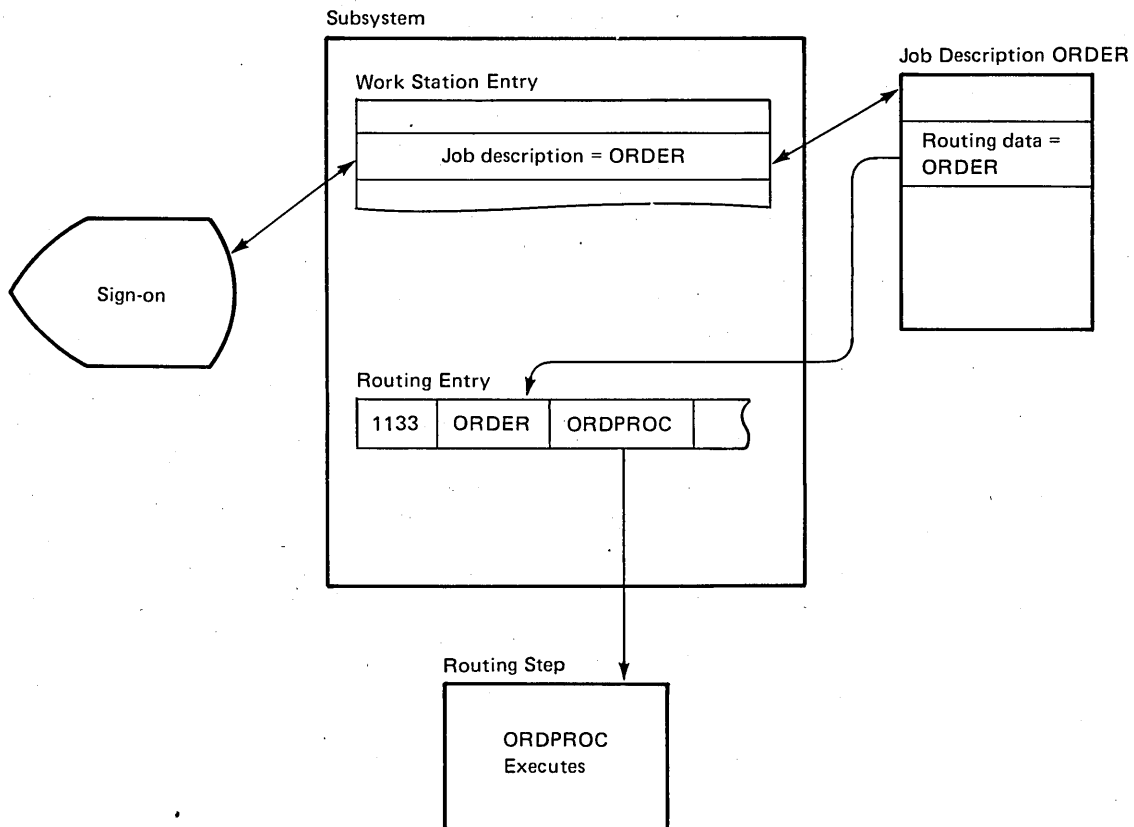 Subsystem
Job Description ORDER
Work Station Entry
Job description = ORDER
Routing data =
ORDER
Sign-on
Routing Entry
1133 ORDER ORDPROC
Routing Step
ORDPROC
Executes